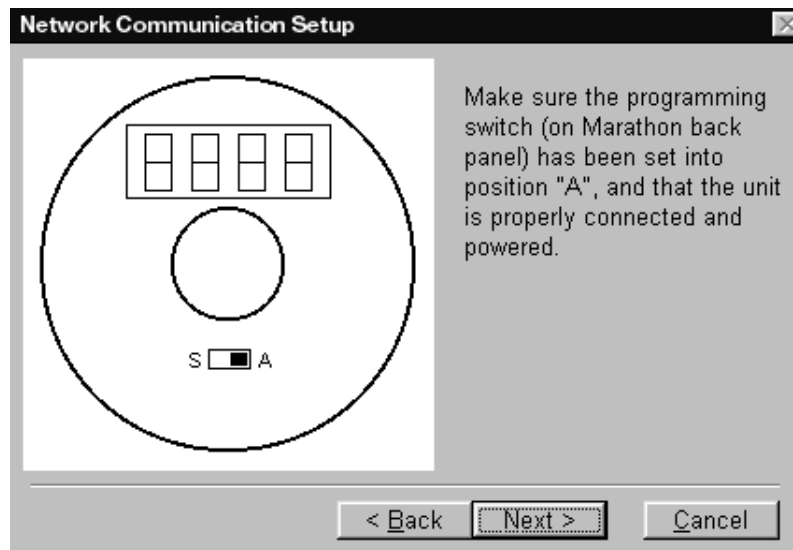 Network Communication Setup
Make sure the programming
switch (on Marathon back
panel) has been set into
position "A", and that the unit
is properly connected and
powered.
8888
S A
< Back Next > Cancel